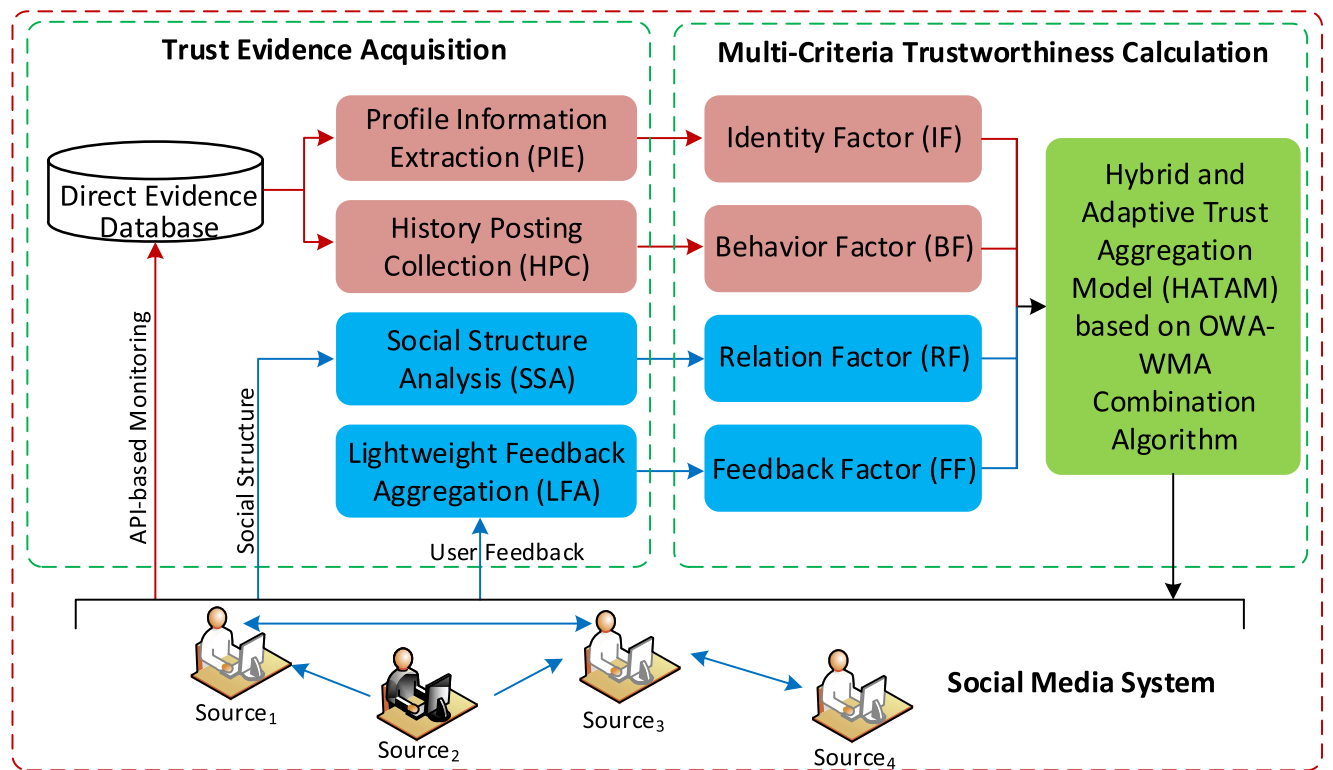 Trust Evidence Acquisition
Multi-Criteria Trustworthiness Calculation
Direct Evidence
Database
Profile Information
Extraction (PIE)
History Posting
Collection (HPC)
Social Structure
Analysis (SSA)
Lightweight Feedback
Aggregation (LFA)
Identity Factor (IF)
Behavior Factor (BF)
Relation Factor (RF)
Feedback Factor (FF)
Hybrid and
Adaptive Trust
Aggregation
Model (HATAM)
based on OWA-
WMA
Combination
Algorithm
API-based Monitoring
Social Structure
User Feedback
Source1
Source2
Source3
Source4
Social Media System